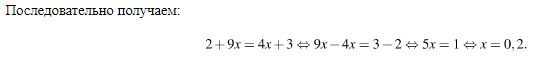 Последовательно получаем:
2 + 9x = 4x + 3 ⇔ 9x − 4x = 3 − 2 ⇔ 5x = 1 ⇔ x = 0, 2.